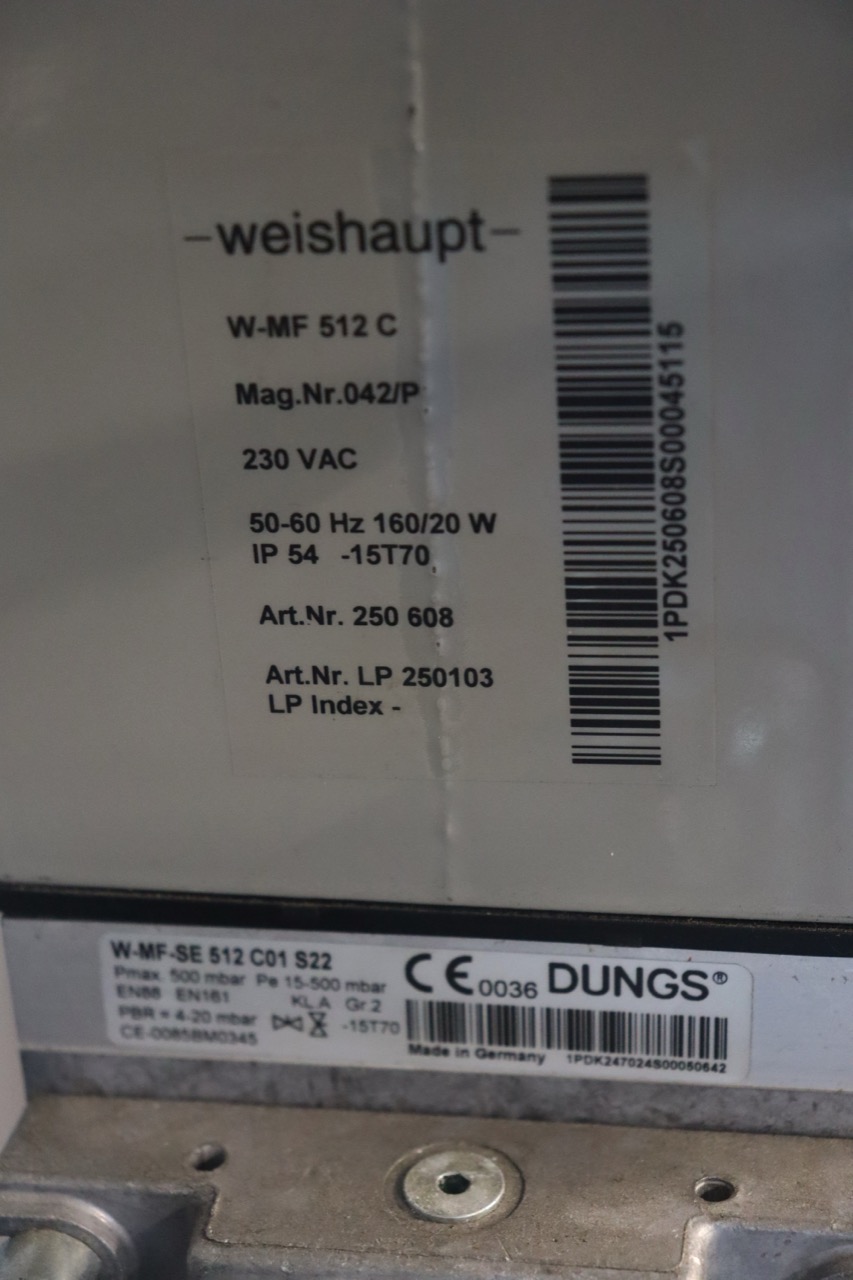 -weishaupt-
W-MF 512 C
Mag.Nr.042/P
230 VAC
50-60 Hz 160/20 W
IP 54 -15T70
Art.Nr. 250 608
Art.Nr. LP 250103
LP Index -
1PDK250608S00045115
W-MF-SE 512 C01 S22
Pmax. 500 mbar Pe 15-500 mbar
EN88 EN161 KL.A Gr.2
PBR = 4-20 mbar -15T70
CE-0085BM0345
CE 0036 DUNGS®
Made in Germany 1PDK247024S00050642